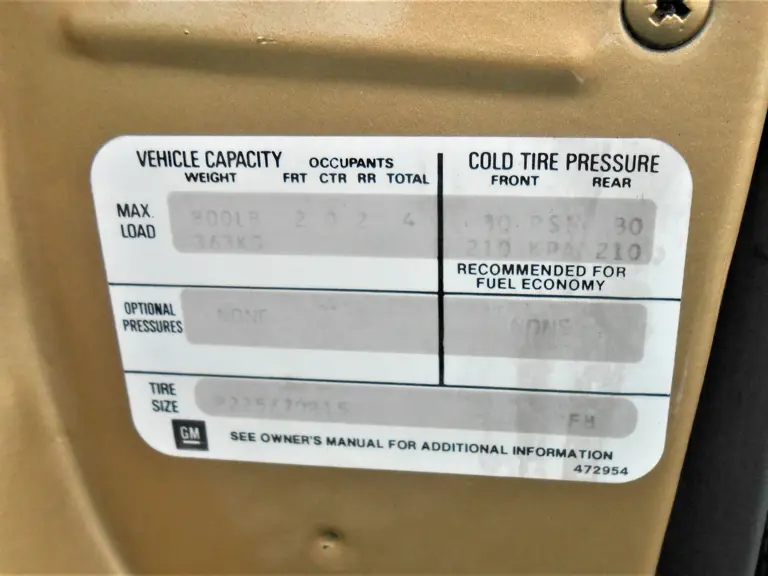 VEHICLE CAPACITY OCCUPANTS COLD TIRE PRESSURE
WEIGHT FRT CTR RR TOTAL FRONT REAR
MAX. LOAD
800LB 2 0 2 4 30 PSI 30
363KG 210 KPA 210
RECOMMENDED FOR
FUEL ECONOMY
OPTIONAL PRESSURES
NONE NONE
TIRE SIZE
P225/70R15
GM
SEE OWNER'S MANUAL FOR ADDITIONAL INFORMATION
472954